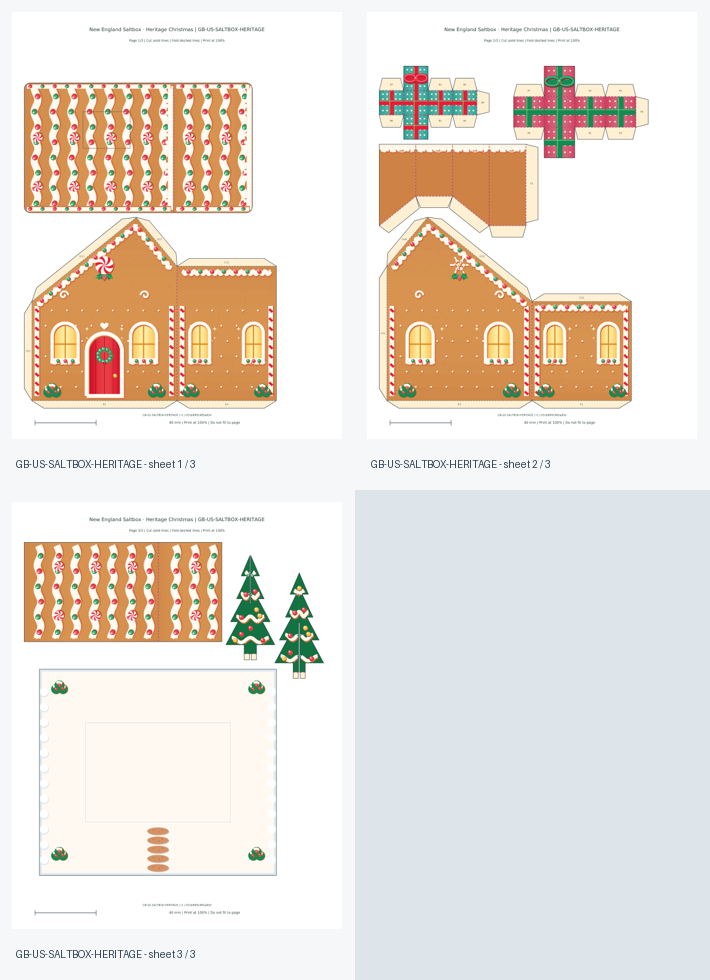 New England Saltbox · Heritage Christmas | GB-US-SALTBOX-HERITAGE
Page 1/3 | Cut solid lines | Fold dashed lines | Print at 100%
40 mm | Print at 100% | Do not fit to page
GB-US-SALTBOX-HERITAGE - sheet 1 / 3
New England Saltbox · Heritage Christmas | GB-US-SALTBOX-HERITAGE
Page 2/3 | Cut solid lines | Fold dashed lines | Print at 100%
40 mm | Print at 100% | Do not fit to page
GB-US-SALTBOX-HERITAGE - sheet 2 / 3
New England Saltbox · Heritage Christmas | GB-US-SALTBOX-HERITAGE
Page 3/3 | Cut solid lines | Fold dashed lines | Print at 100%
40 mm | Print at 100% | Do not fit to page
GB-US-SALTBOX-HERITAGE - sheet 3 / 3